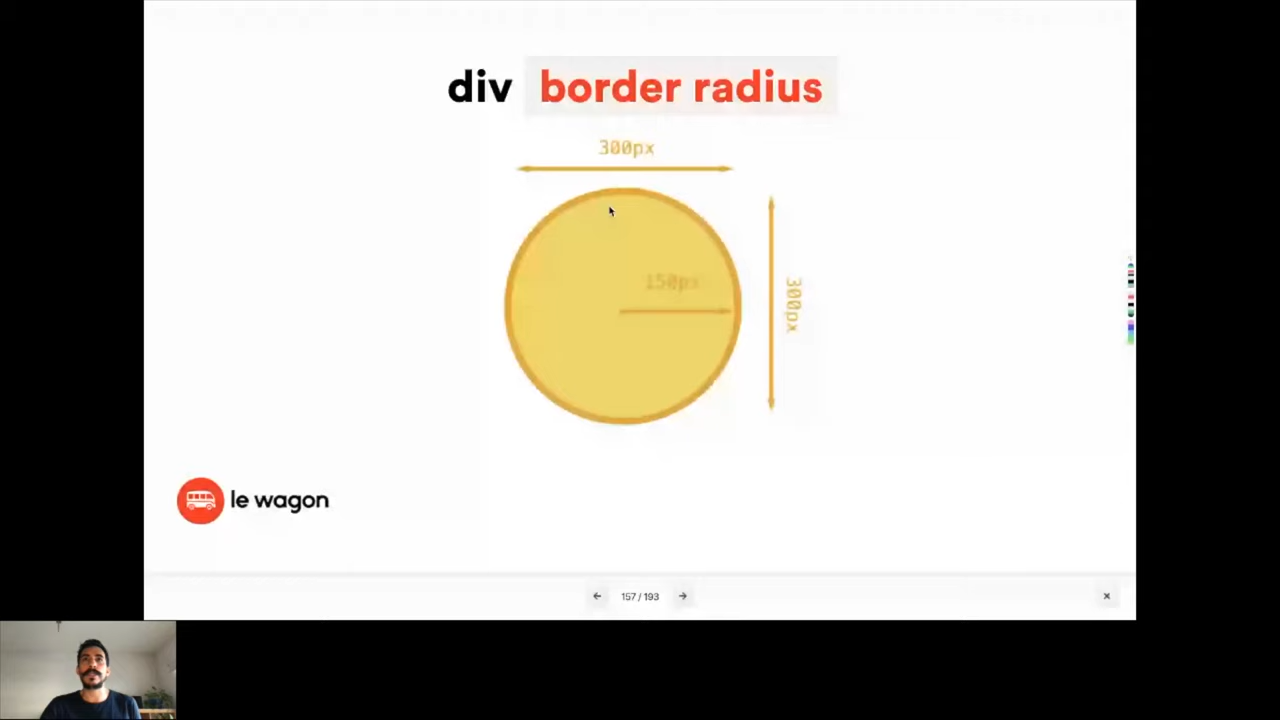 div border radius
300px
150px
300px
le wagon
157 / 193